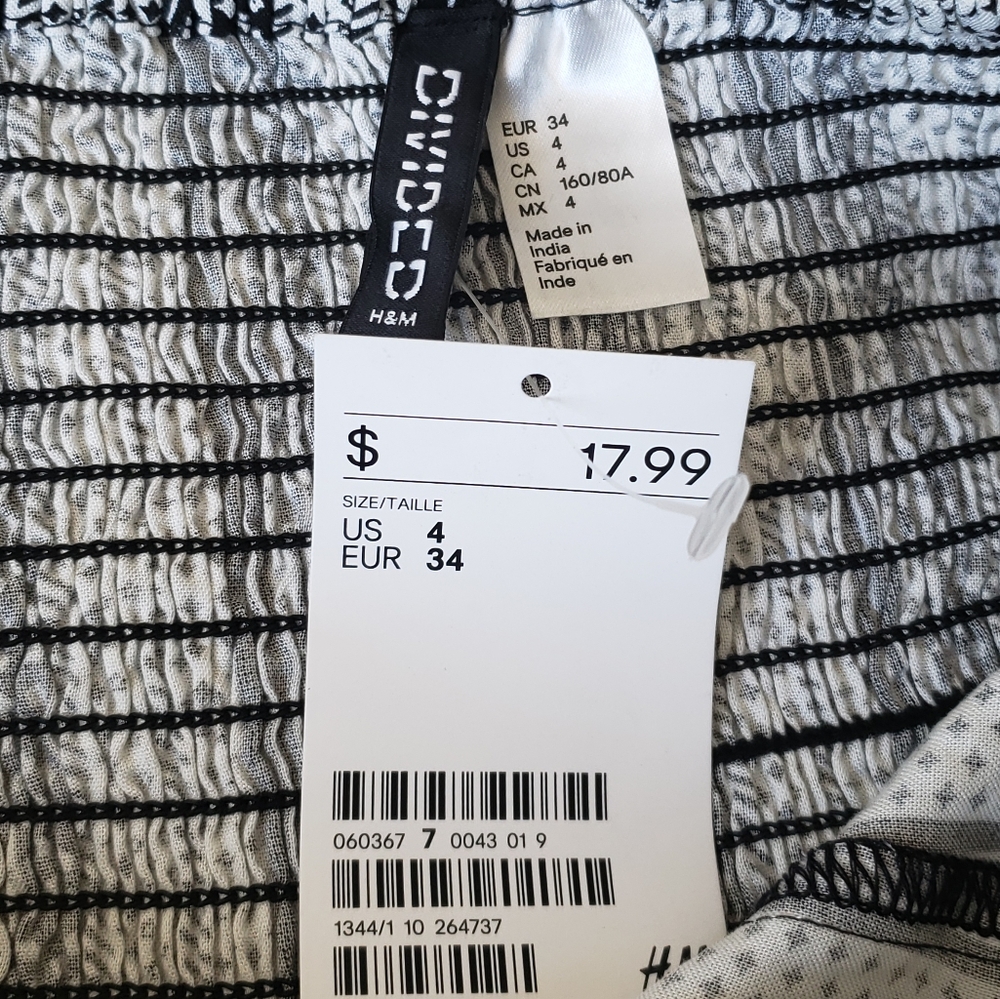 DIVIDED
H&M
EUR 34
US 4
CA 4
CN 160/80A
MX 4
Made in
India
Fabriqué en
Inde
$ 17.99
SIZE/TAILLE
US 4
EUR 34
060367 7 0043 01 9
1344/1 10 264737